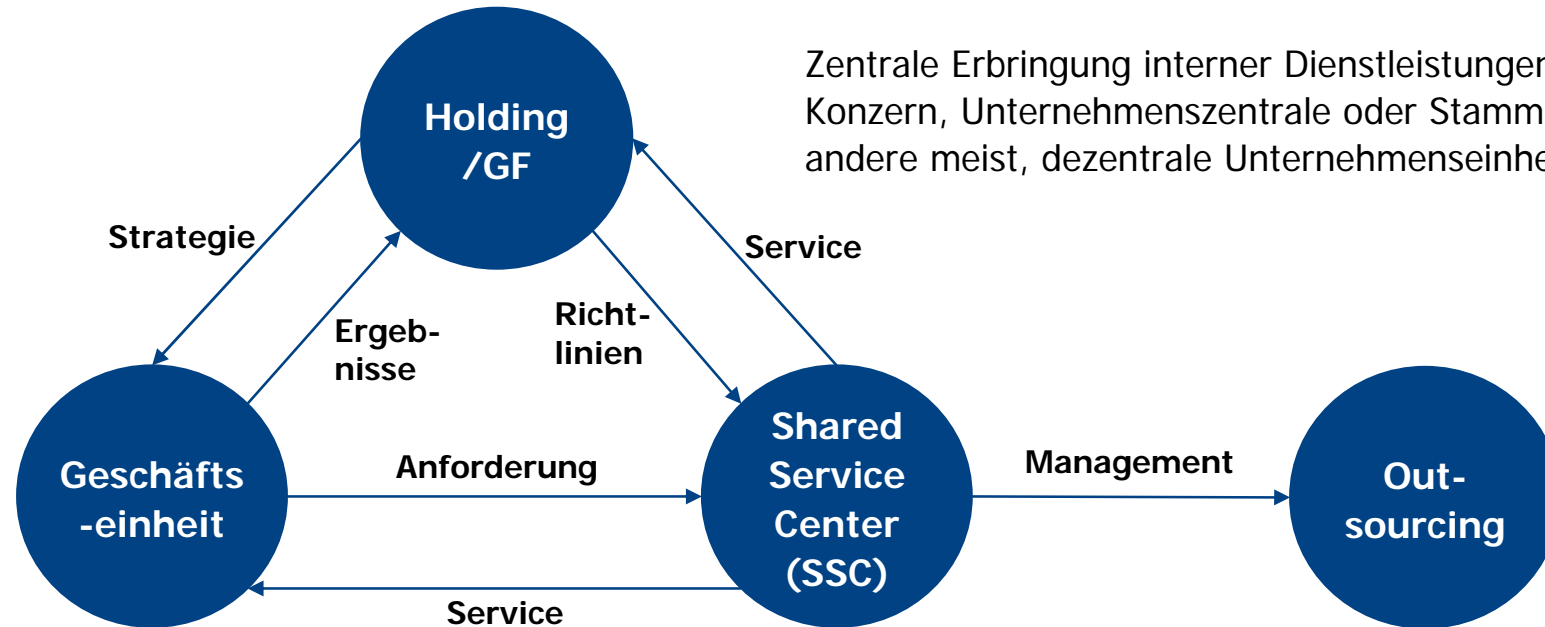 Zentrale Erbringung interner Dienstleistungen
Konzern, Unternehmenszentrale oder Stamm
andere meist, dezentrale Unternehmenseinhe
Holding
/GF
Strategie
Service
Ergeb-
nisse
Richt-
linien
Geschäfts
-einheit
Anforderung
Shared
Service
Center
(SSC)
Management
Out-
sourcing
Service